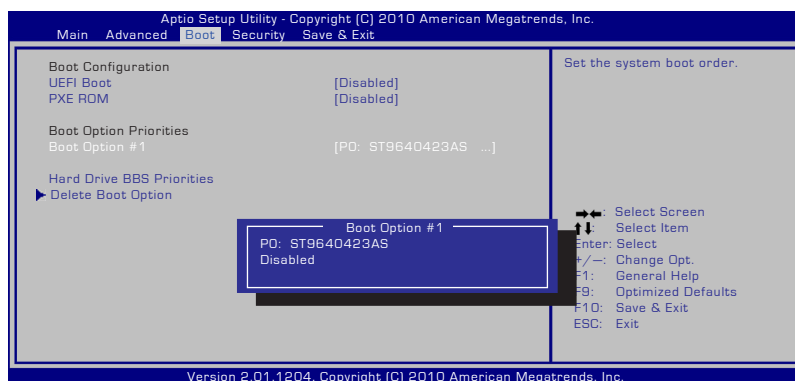 Aptio Setup Utility - Copyright (C) 2010 American Megatrends, Inc.
Main Advanced Boot Security Save & Exit
Boot Configuration
UEFI Boot [Disabled]
PXE ROM [Disabled]
Boot Option Priorities
Boot Option #1 [P0: ST9640423AS ...]
Hard Drive BBS Priorities
Delete Boot Option
Boot Option #1
P0: ST9640423AS
Disabled
Set the system boot order.
→←: Select Screen
↑↓: Select Item
Enter: Select
+/—: Change Opt.
F1: General Help
F9: Optimized Defaults
F10: Save & Exit
ESC: Exit
Version 2.01.1204. Copyright (C) 2010 American Megatrends, Inc.